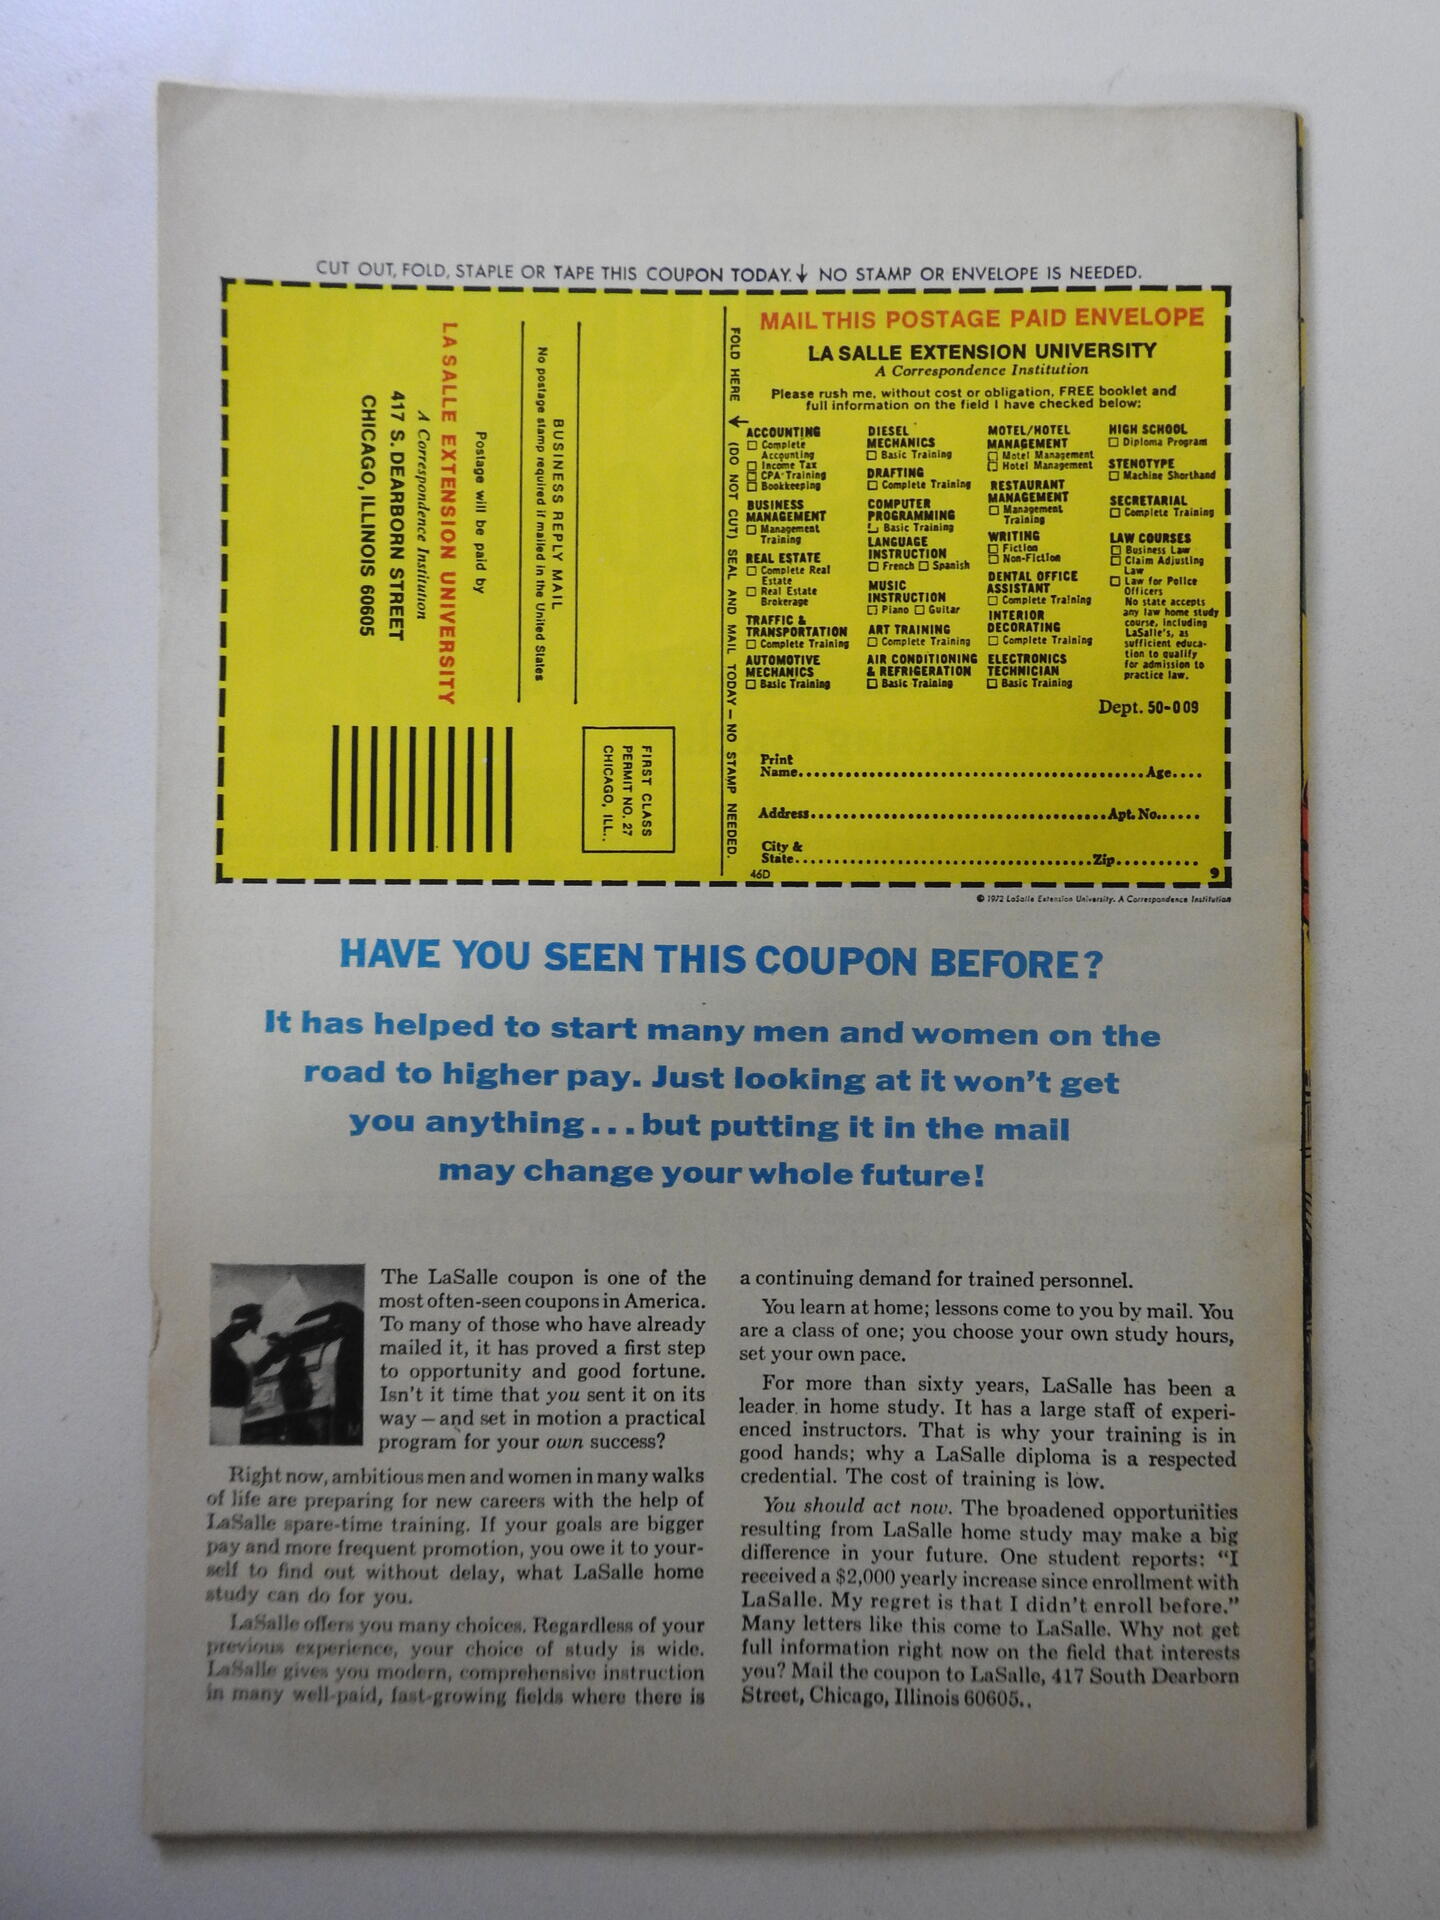 CUT OUT, FOLD, STAPLE OR TAPE THIS COUPON TODAY. ↓ NO STAMP OR ENVELOPE IS NEEDED.
BUSINESS REPLY MAIL
No postage stamp required if mailed in the United States
Postage will be paid by
LA SALLE EXTENSION UNIVERSITY
A Correspondence Institution
417 S. DEARBORN STREET
CHICAGO, ILLINOIS 60605
FIRST CLASS
PERMIT NO. 27
CHICAGO, ILL..
FOLD HERE ↓ (DO NOT CUT) SEAL AND MAIL TODAY – NO STAMP NEEDED.
MAIL THIS POSTAGE PAID ENVELOPE
LA SALLE EXTENSION UNIVERSITY
A Correspondence Institution
Please rush me, without cost or obligation, FREE booklet and
full information on the field I have checked below:
ACCOUNTING
☐ Complete
Accounting
☐ Income Tax
☐ CPA Training
☐ Bookkeeping
BUSINESS
MANAGEMENT
☐ Management
Training
REAL ESTATE
☐ Complete Real
Estate
☐ Real Estate
Brokerage
TRAFFIC &
TRANSPORTATION
☐ Complete Training
AUTOMOTIVE
MECHANICS
☐ Basic Training
DIESEL
MECHANICS
☐ Basic Training
DRAFTING
☐ Complete Training
COMPUTER
PROGRAMMING
☐ Basic Training
LANGUAGE
INSTRUCTION
☐ French ☐ Spanish
MUSIC
INSTRUCTION
☐ Piano ☐ Guitar
ART TRAINING
☐ Complete Training
AIR CONDITIONING
& REFRIGERATION
☐ Basic Training
MOTEL/HOTEL
MANAGEMENT
☐ Motel Management
☐ Hotel Management
RESTAURANT
MANAGEMENT
☐ Management
Training
WRITING
☐ Fiction
☐ Non-Fiction
DENTAL OFFICE
ASSISTANT
☐ Complete Training
INTERIOR
DECORATING
☐ Complete Training
ELECTRONICS
TECHNICIAN
☐ Basic Training
HIGH SCHOOL
☐ Diploma Program
STENOTYPE
☐ Machine Shorthand
SECRETARIAL
☐ Complete Training
LAW COURSES
☐ Business Law
☐ Claim Adjusting
Law
☐ Law for Police
Officers
No state accepts
any law home study
course, including
LaSalle's, as
sufficient educa-
tion to qualify
for admission to
practice law.
Dept. 50-009
Print
Name.....Age....
Address.....Apt. No......
City &
State.....Zip..........
46D 9
© 1972 LaSalle Extension University. A Correspondence Institution
HAVE YOU SEEN THIS COUPON BEFORE?
It has helped to start many men and women on the
road to higher pay. Just looking at it won't get
you anything...but putting it in the mail
may change your whole future!
The LaSalle coupon is one of the
most often-seen coupons in America.
To many of those who have already
mailed it, it has proved a first step
to opportunity and good fortune.
Isn't it time that you sent it on its
way — and set in motion a practical
program for your own success?
Right now, ambitious men and women in many walks
of life are preparing for new careers with the help of
LaSalle spare-time training. If your goals are bigger
pay and more frequent promotion, you owe it to your-
self to find out without delay, what LaSalle home
study can do for you.
LaSalle offers you many choices. Regardless of your
previous experience, your choice of study is wide.
LaSalle gives you modern, comprehensive instruction
in many well-paid, fast-growing fields where there is
a continuing demand for trained personnel.
You learn at home; lessons come to you by mail. You
are a class of one; you choose your own study hours,
set your own pace.
For more than sixty years, LaSalle has been a
leader in home study. It has a large staff of experi-
enced instructors. That is why your training is in
good hands; why a LaSalle diploma is a respected
credential. The cost of training is low.
You should act now. The broadened opportunities
resulting from LaSalle home study may make a big
difference in your future. One student reports: "I
received a $2,000 yearly increase since enrollment with
LaSalle. My regret is that I didn't enroll before."
Many letters like this come to LaSalle. Why not get
full information right now on the field that interests
you? Mail the coupon to LaSalle, 417 South Dearborn
Street, Chicago, Illinois 60605..